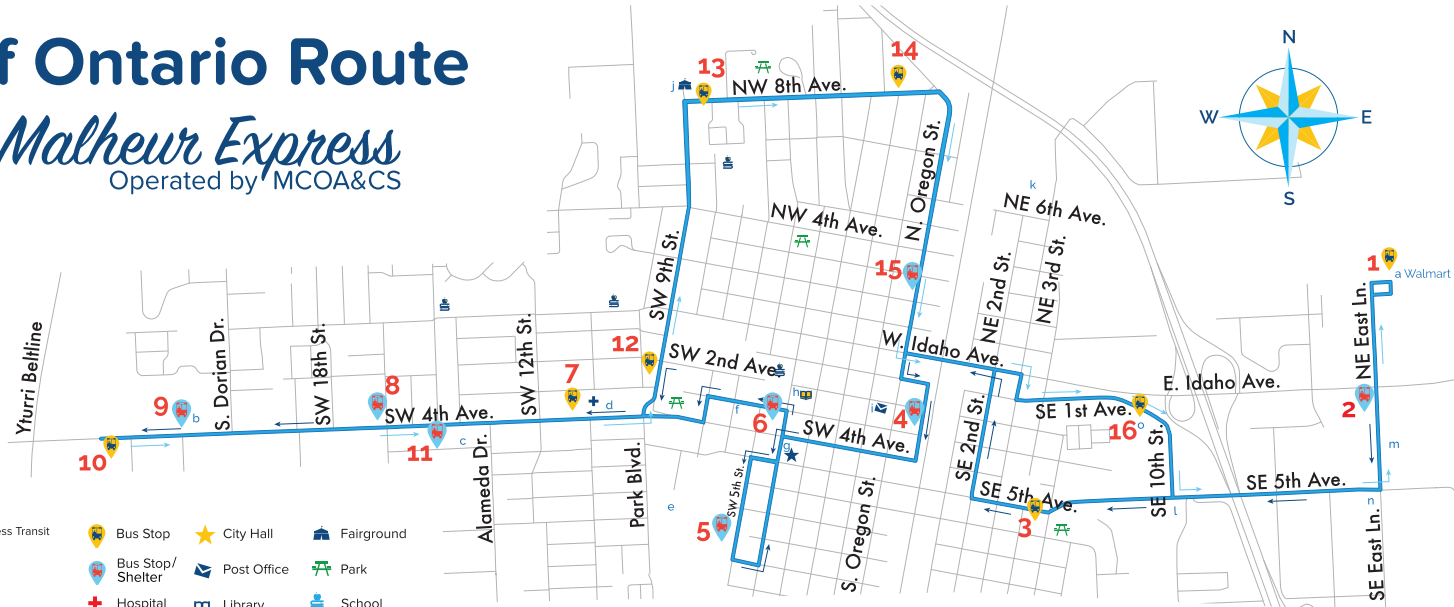 f Ontario Route
Malheur Express
Operated by MCOA&CS
N
W
E
S
13
14
j
NW 8th Ave.
N. Oregon St.
k
NE 6th Ave.
NW 4th Ave.
NE 3rd St.
NE 2nd St.
SW 9th St.
15
1
a Walmart
NE East Ln.
W. Idaho Ave.
E. Idaho Ave.
12
SW 2nd Ave.
Yturri Beltline
S. Dorian Dr.
SW 18th St.
SW 12th St.
9
b
8
7
d
SW 4th Ave.
h
f
i
6
4
SE 1st Ave.
16
o
2
10
11
c
g
SW 4th Ave.
SE 2nd St.
SE 10th St.
m
Alameda Dr.
Park Blvd.
SW 5th St.
e
5
S. Oregon St.
SE 5th Ave.
3
l
SE 5th Ave.
n
SE East Ln.
ess Transit
Bus Stop
City Hall
Fairground
Bus Stop/
Shelter
Post Office
Park
Hospital
Library
School